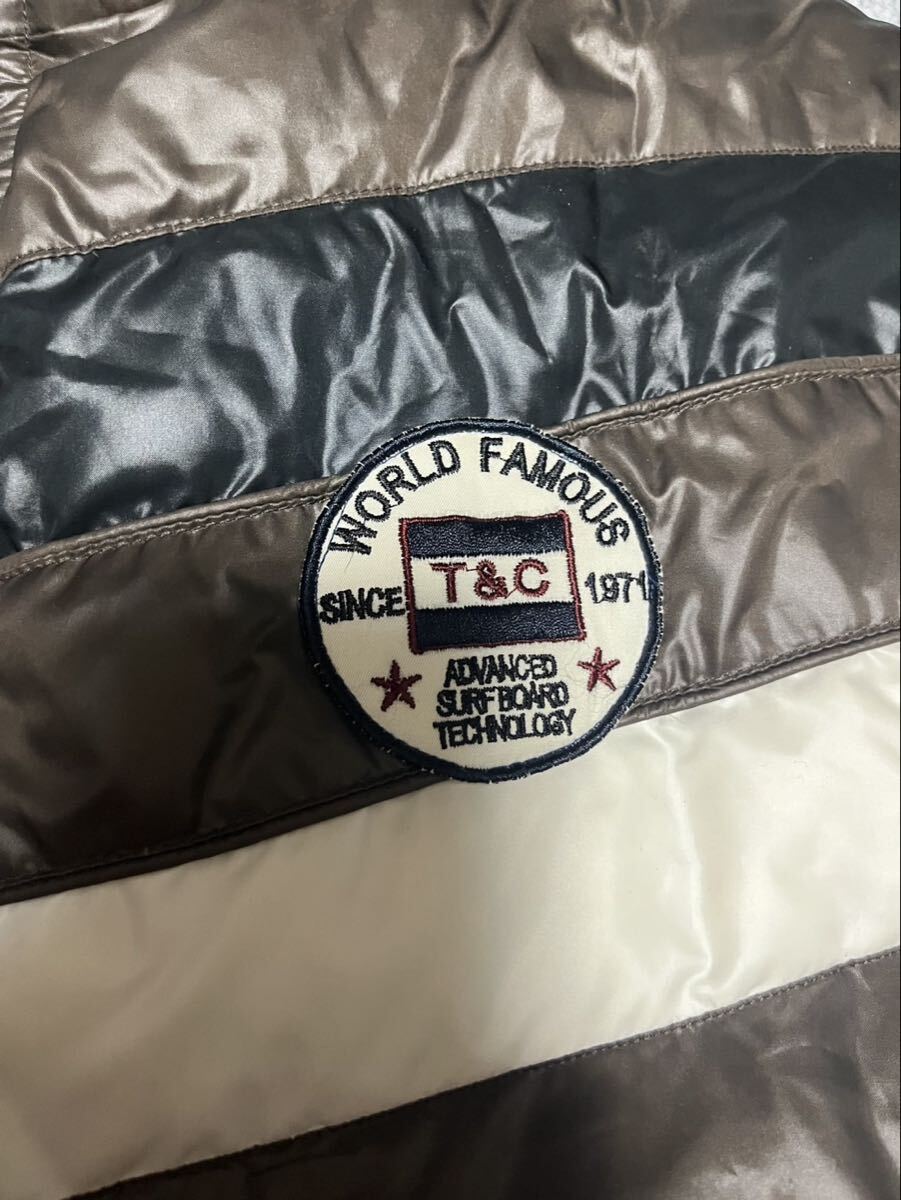 WORLD FAMOUS
SINCE 1971
T & C
ADVANCED
SURFBOARD
TECHNOLOGY